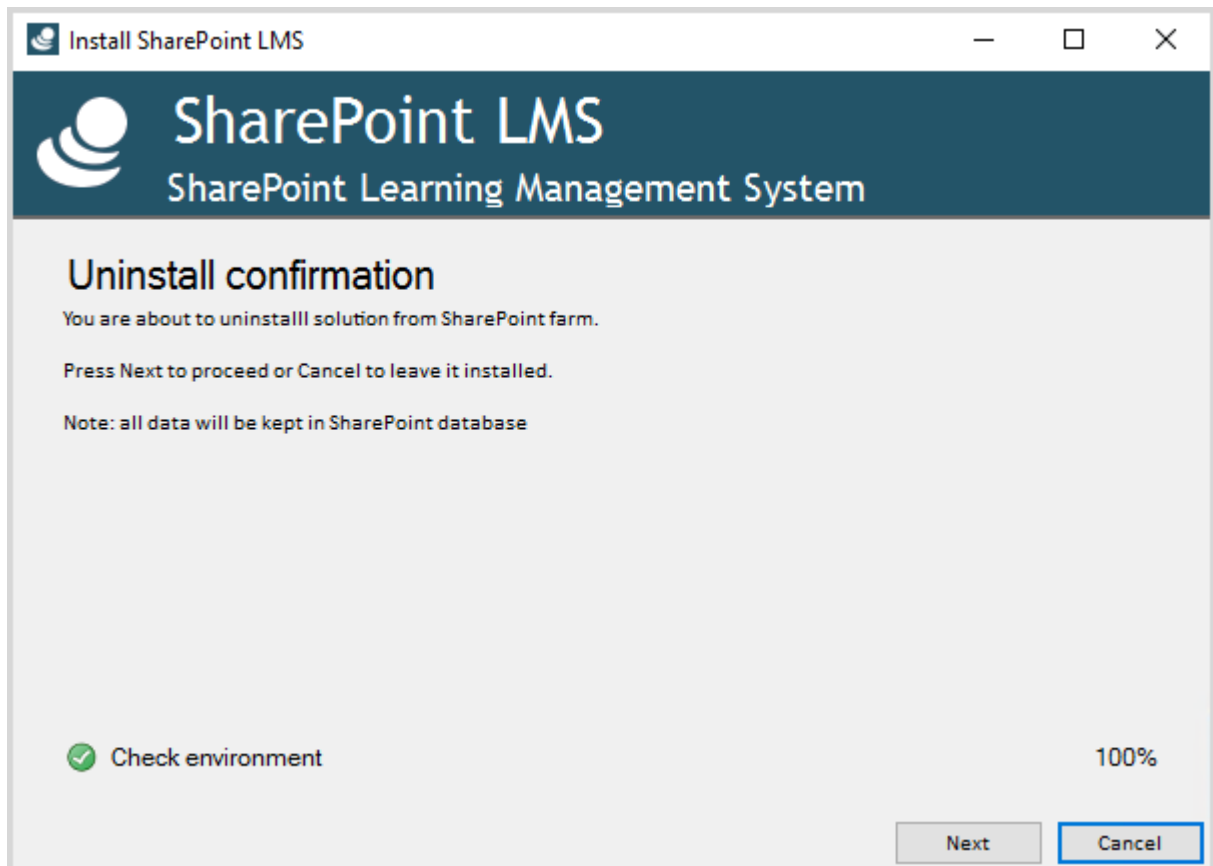 Install SharePoint LMS
SharePoint LMS
SharePoint Learning Management System
Uninstall confirmation
You are about to uninstalll solution from SharePoint farm.
Press Next to proceed or Cancel to leave it installed.
Note: all data will be kept in SharePoint database
Check environment 100%
Next Cancel